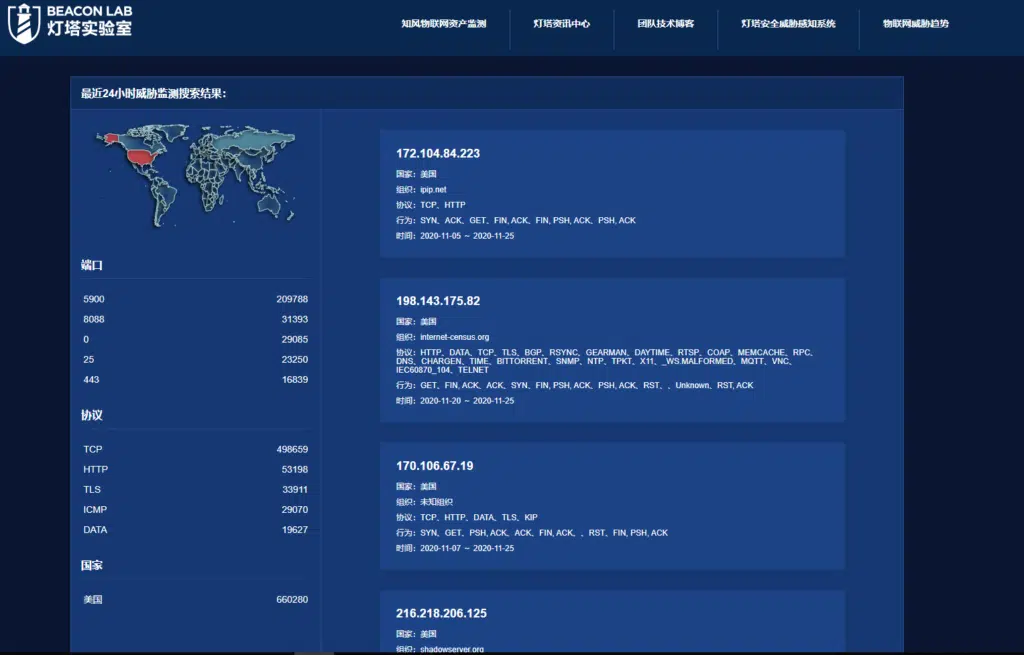 BEACON LAB
灯塔实验室
知风物联网资产监测 灯塔资讯中心 团队技术博客 灯塔安全威胁感知系统 物联网威胁趋势
最近24小时威胁监测搜索结果：
端口
5900 209788
8088 31393
0 29085
25 23250
443 16839
协议
TCP 498659
HTTP 53198
TLS 33911
ICMP 29070
DATA 19627
国家
美国 660280
172.104.84.223
国家：美国
组织：ipip.net
协议：TCP、HTTP
行为：SYN、ACK、GET、FIN, ACK、FIN, PSH, ACK、PSH, ACK
时间：2020-11-05 ~ 2020-11-25
198.143.175.82
国家：美国
组织：internet-census.org
协议：HTTP、DATA、TCP、TLS、BGP、RSYNC、GEARMAN、DAYTIME、RTSP、COAP、MEMCACHE、RPC、
DNS、CHARGEN、TIME、BITTORRENT、SNMP、NTP、TPKT、X11、_WS.MALFORMED、MQTT、VNC、
IEC60870_104、TELNET
行为：GET、FIN, ACK、ACK、SYN、FIN, PSH, ACK、PSH, ACK、RST、、Unknown、RST, ACK
时间：2020-11-20 ~ 2020-11-25
170.106.67.19
国家：美国
组织：未知组织
协议：TCP、HTTP、DATA、TLS、KIP
行为：SYN、GET、PSH, ACK、ACK、FIN, ACK、、RST、FIN, PSH, ACK
时间：2020-11-07 ~ 2020-11-25
216.218.206.125
国家：美国
组织：shadowserver.org